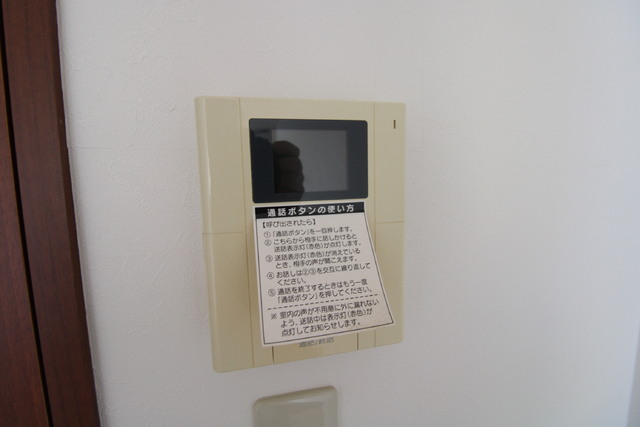 通話ボタンの使い方
【呼び出されたら】
① 「通話ボタン」を一回押します。
② こちらから相手に話しかけると
送話表示灯(赤色)が点灯します。
③ 送話表示灯(赤色)が消えている
とき、相手の声が聞こえます。
④ お話しは②③を交互に繰り返して
ください。
⑤ 通話を終了するときはもう一度
「通話ボタン」を押してください。
※ 室内の声が不用意に外に漏れない
よう、送話中は表示灯(赤色)が
点灯してお知らせします。
通話/終話